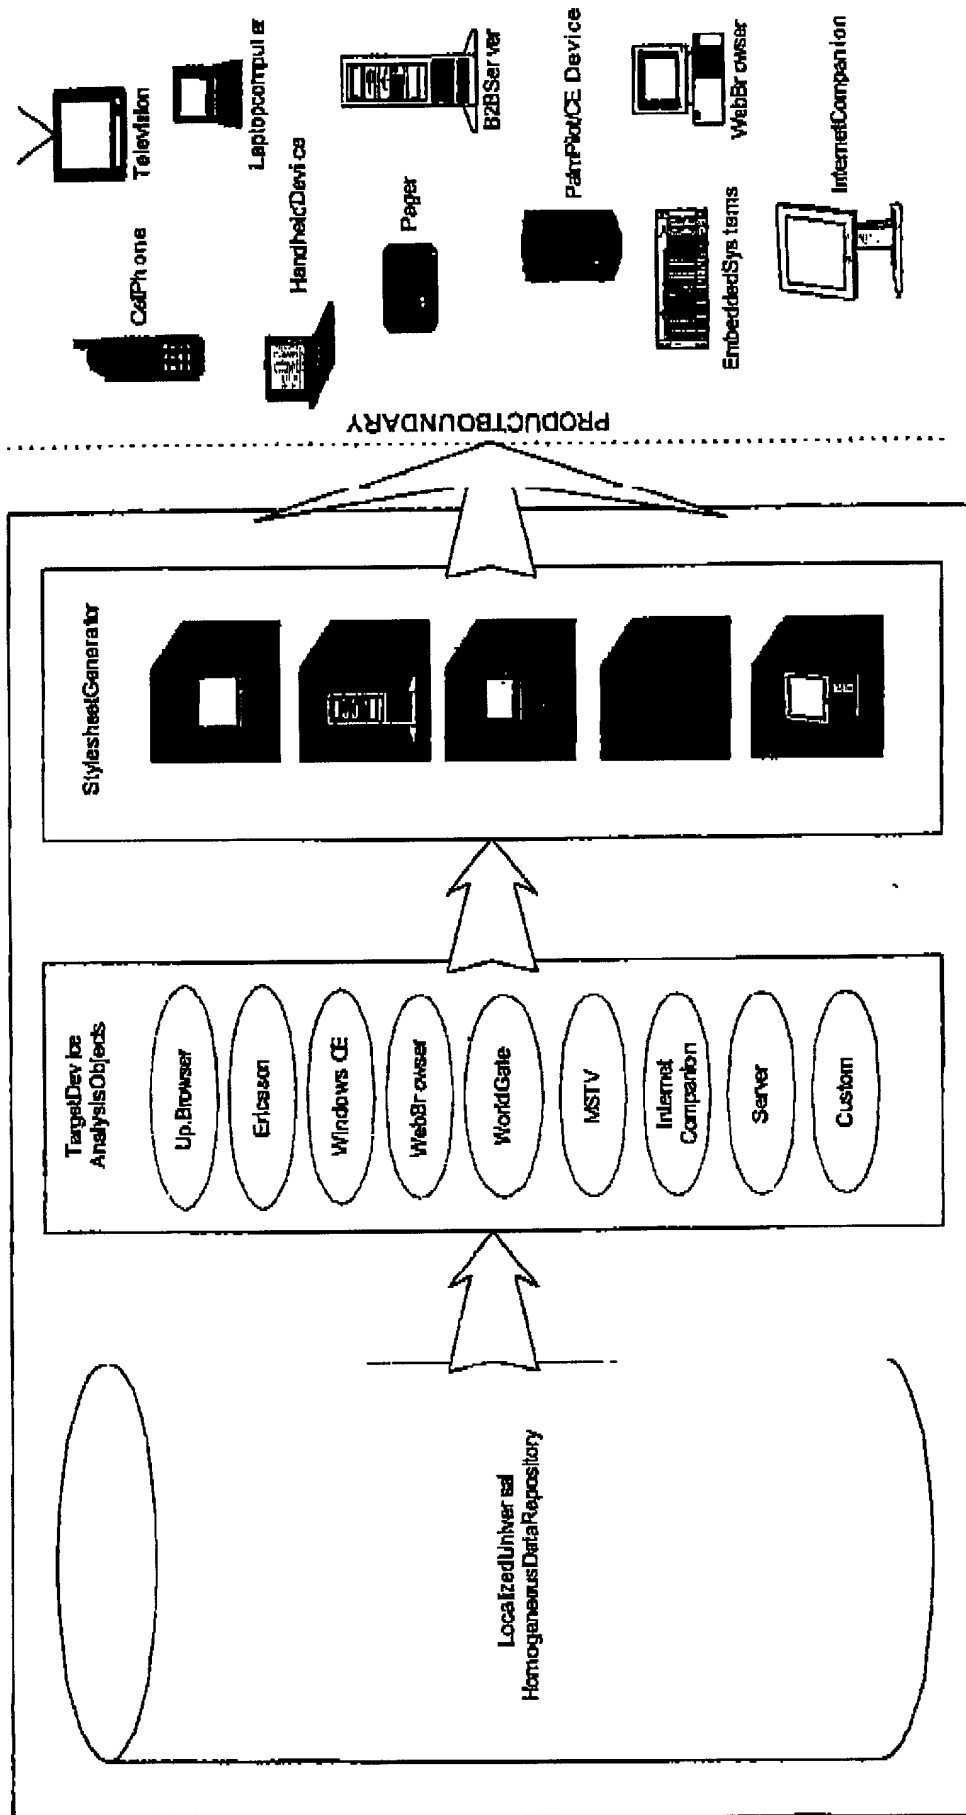 LocalizedUniversal
HomogeneousDataRepository
TargetDevice
AnalysisObjects
Up.Browser
Ericsson
Windows CE
WebBrowser
WorldGate
MSTV
Internet
Companion
Server
Custom
StylesheetGenerator
PRODUCTBOUNDARY
CellPhone
Television
HandheldDevice
Laptopcomputer
Pager
B2BServer
PalmPilot/CE Device
EmbeddedSystems
WebBrowser
InternetCompanion